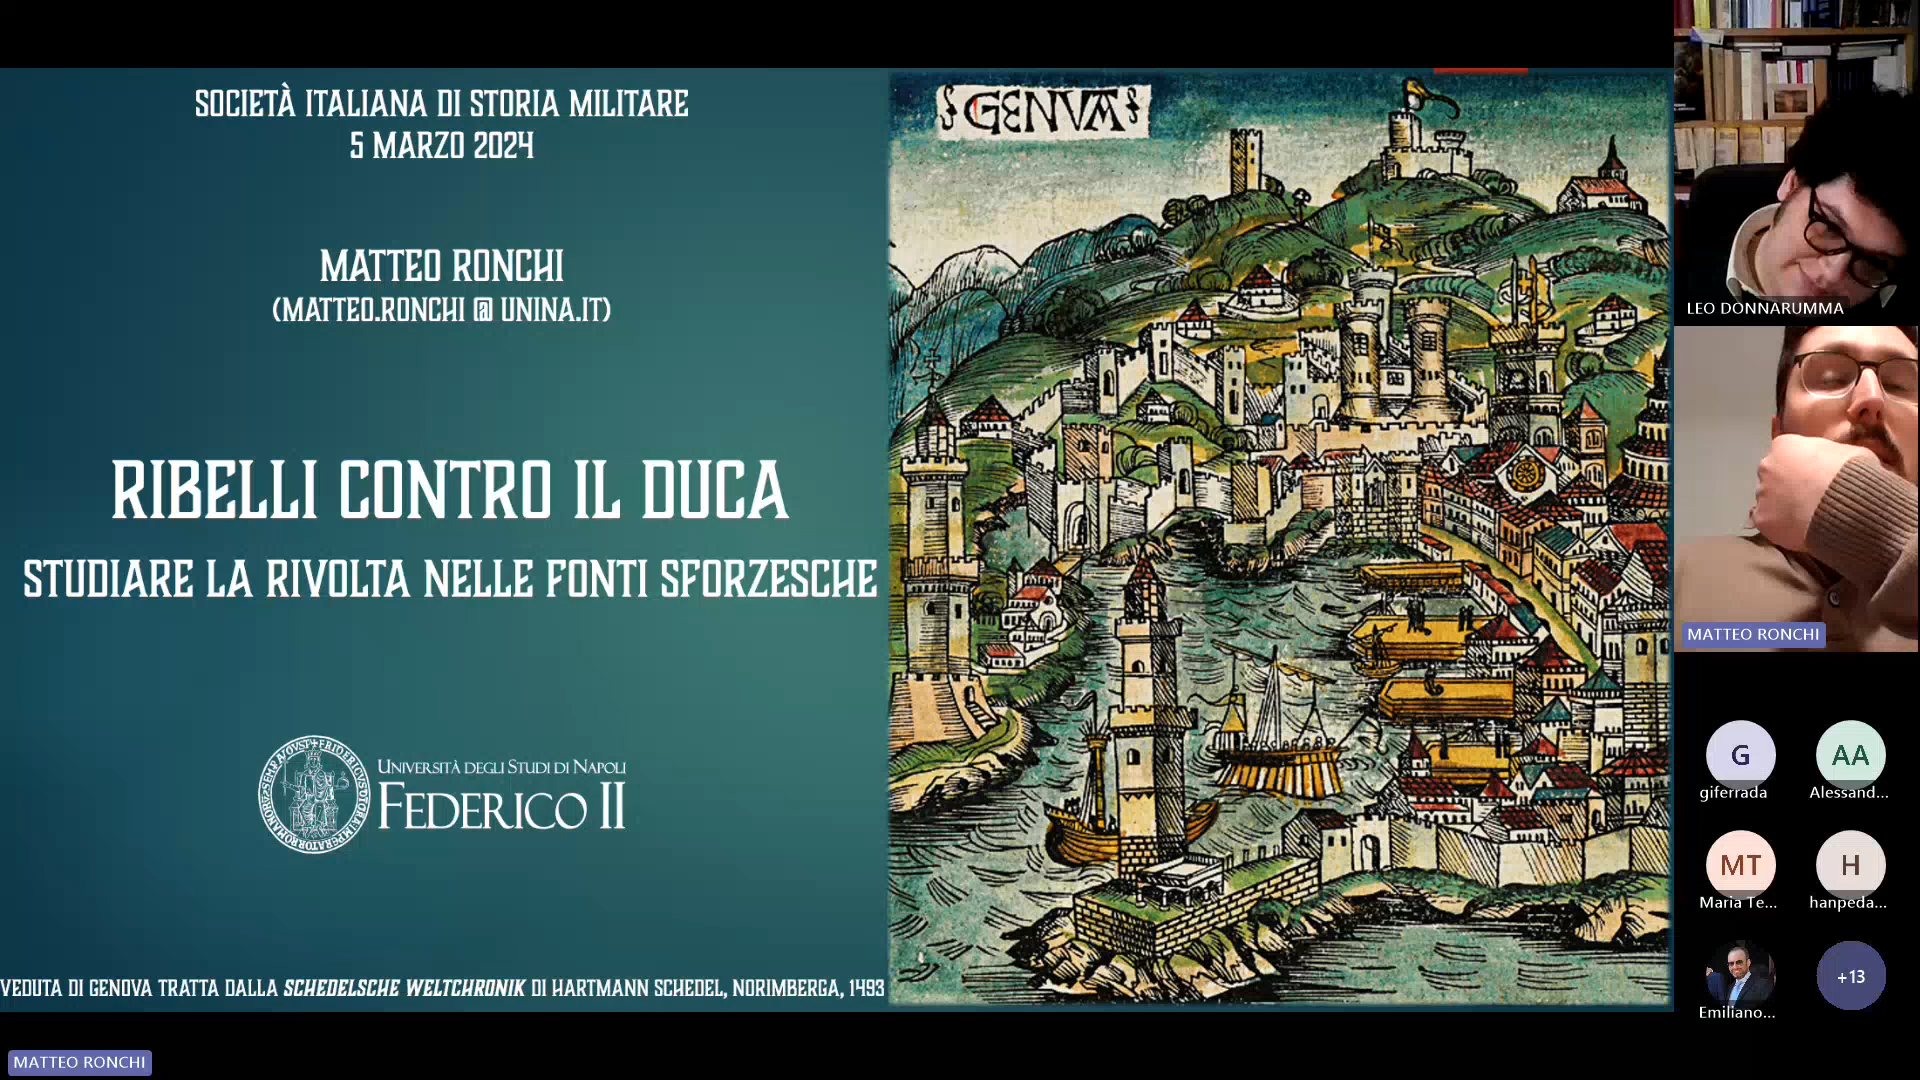 SOCIETÀ ITALIANA DI STORIA MILITARE
5 MARZO 2024
MATTEO RONCHI
(MATTEO.RONCHI @ UNINA.IT)
RIBELLI CONTRO IL DUCA
STUDIARE LA RIVOLTA NELLE FONTI SFORZESCHE
UNIVERSITÀ DEGLI STUDI DI NAPOLI
FEDERICO II
VEDUTA DI GENOVA TRATTA DALLA SCHEDELSCHE WELTCHRONIK DI HARTMANN SCHEDEL, NORIMBERGA, 1493
MATTEO RONCHI
GENVA
LEO DONNARUMMA
MATTEO RONCHI
G
AA
giferrada
Alessand...
MT
H
Maria Te...
hanpeda...
+13
Emiliano...